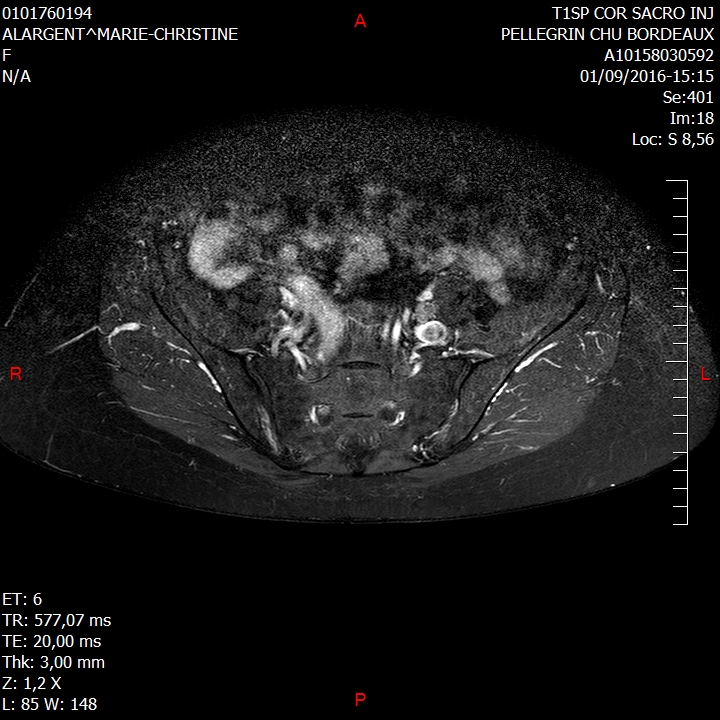 0101760194
ALARGENT^MARIE-CHRISTINE
F
N/A
A
T1SP COR SACRO INJ
PELLEGRIN CHU BORDEAUX
A10158030592
01/09/2016-15:15
Se:401
Im:18
Loc: S 8,56
R
L
ET: 6
TR: 577,07 ms
TE: 20,00 ms
Thk: 3,00 mm
Z: 1,2 X
L: 85 W: 148
P